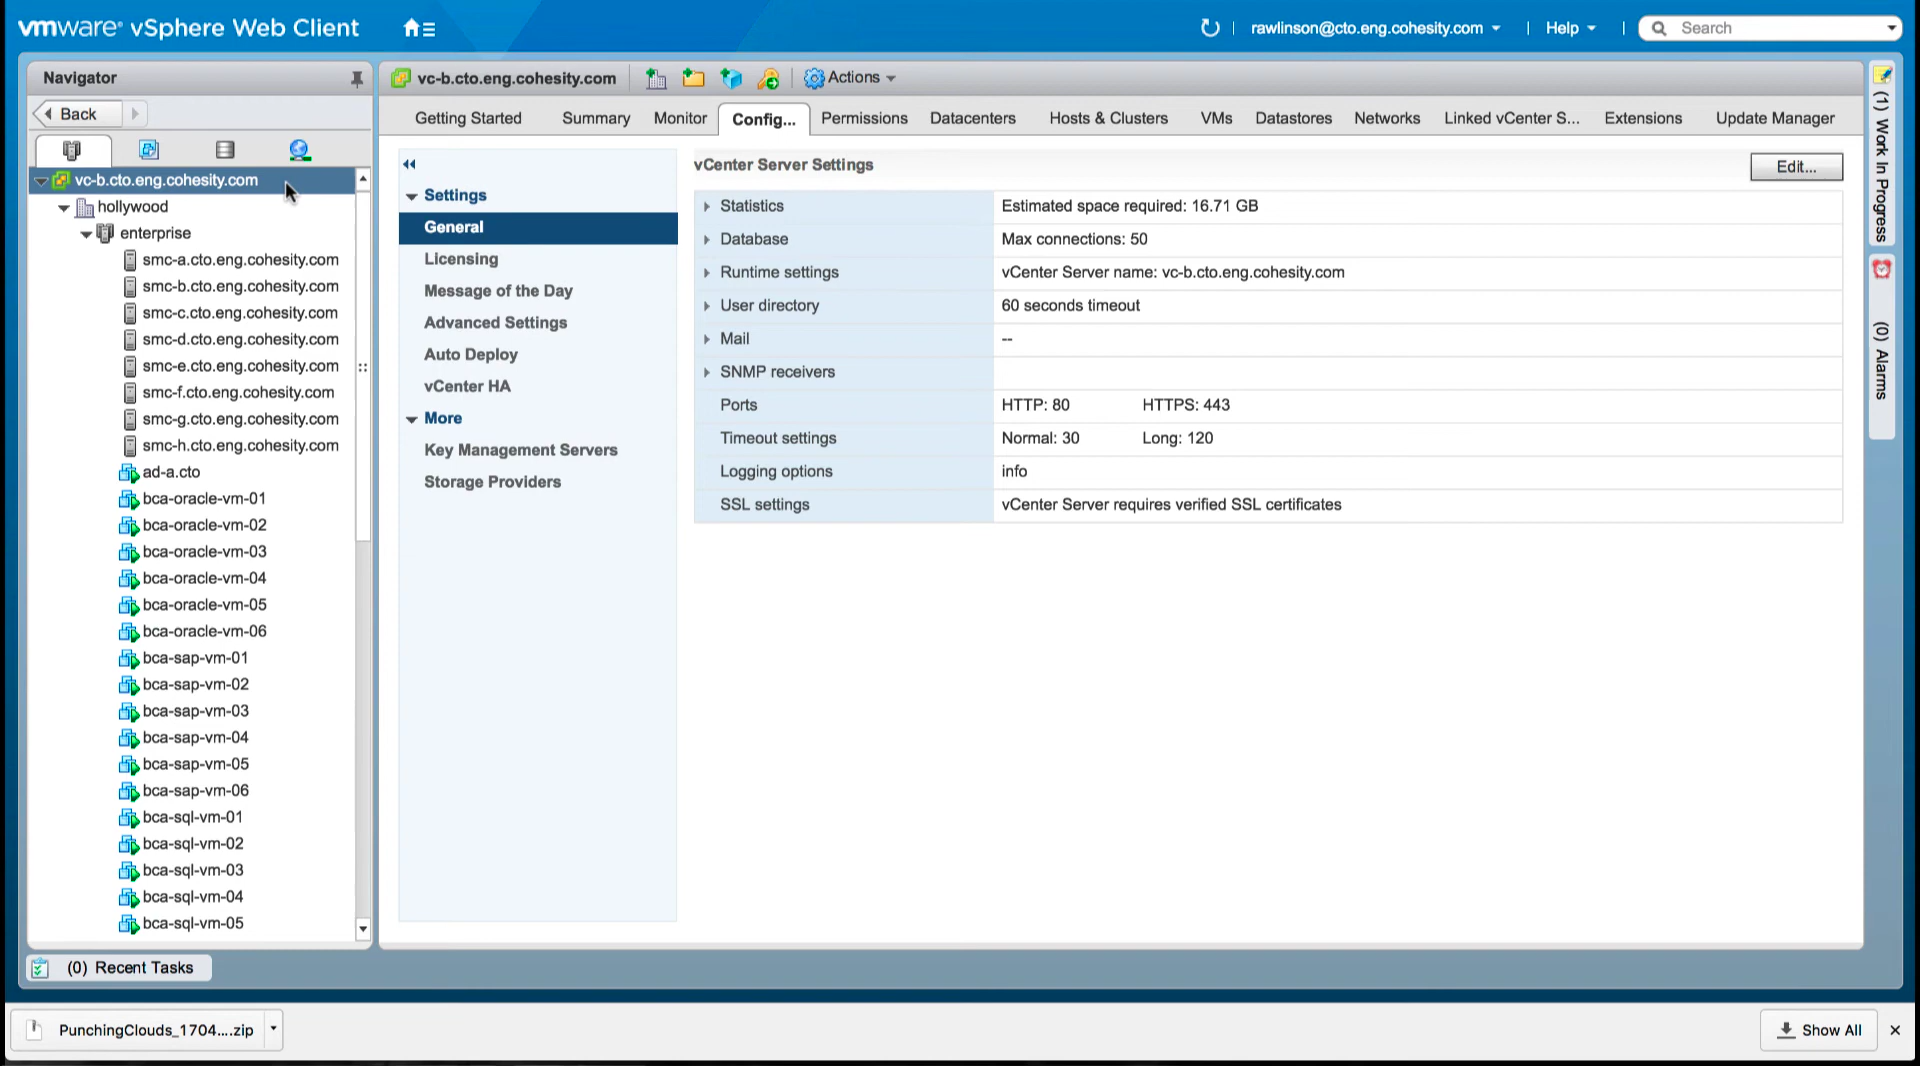 vmware vSphere Web Client
rawlinson@cto.eng.cohesity.com
Help
Search
Navigator
Back
vc-b.cto.eng.cohesity.com
hollywood
enterprise
smc-a.cto.eng.cohesity.com
smc-b.cto.eng.cohesity.com
smc-c.cto.eng.cohesity.com
smc-d.cto.eng.cohesity.com
smc-e.cto.eng.cohesity.com
smc-f.cto.eng.cohesity.com
smc-g.cto.eng.cohesity.com
smc-h.cto.eng.cohesity.com
ad-a.cto
bca-oracle-vm-01
bca-oracle-vm-02
bca-oracle-vm-03
bca-oracle-vm-04
bca-oracle-vm-05
bca-oracle-vm-06
bca-sap-vm-01
bca-sap-vm-02
bca-sap-vm-03
bca-sap-vm-04
bca-sap-vm-05
bca-sap-vm-06
bca-sql-vm-01
bca-sql-vm-02
bca-sql-vm-03
bca-sql-vm-04
bca-sql-vm-05
vc-b.cto.eng.cohesity.com
Actions
Getting Started Summary Monitor Config... Permissions Datacenters Hosts & Clusters VMs Datastores Networks Linked vCenter S... Extensions Update Manager
Settings
General
Licensing
Message of the Day
Advanced Settings
Auto Deploy
vCenter HA
More
Key Management Servers
Storage Providers
vCenter Server Settings
Edit...
Statistics Estimated space required: 16.71 GB
Database Max connections: 50
Runtime settings vCenter Server name: vc-b.cto.eng.cohesity.com
User directory 60 seconds timeout
Mail --
SNMP receivers
Ports HTTP: 80 HTTPS: 443
Timeout settings Normal: 30 Long: 120
Logging options info
SSL settings vCenter Server requires verified SSL certificates
(1) Work In Progress
(0) Alarms
(0) Recent Tasks
PunchingClouds_1704....zip
Show All